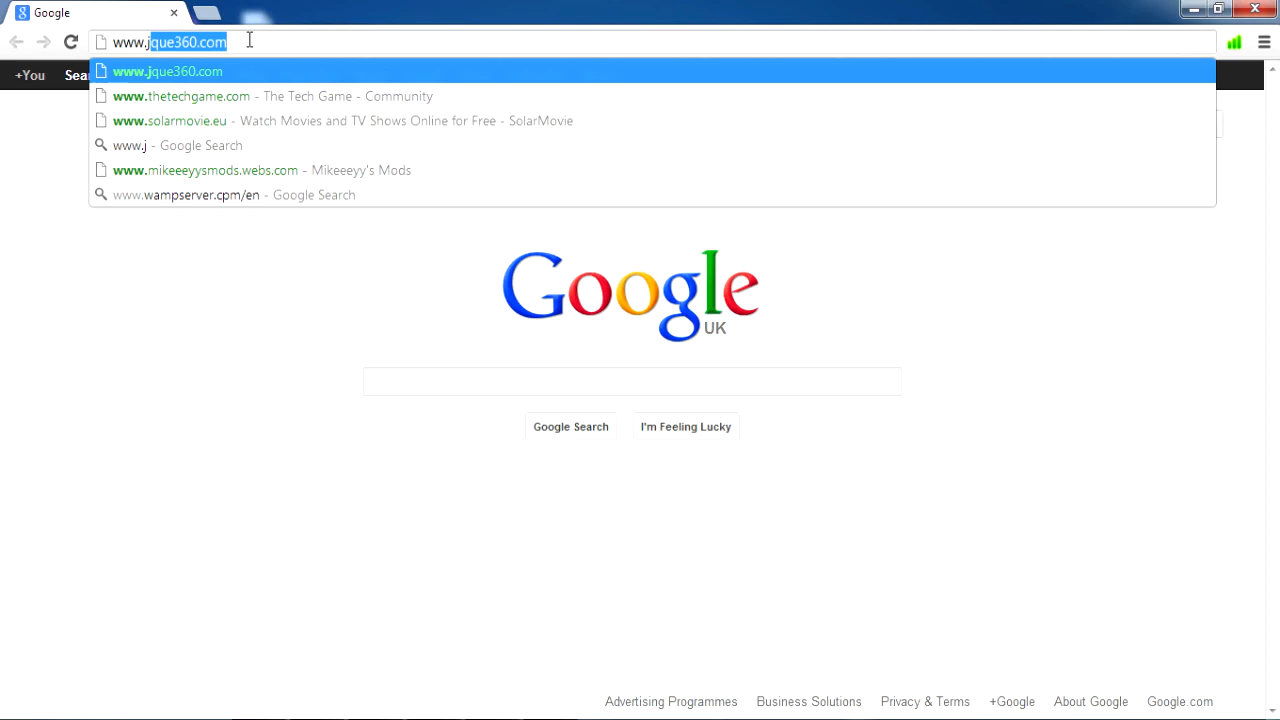 Google
www.jque360.com
+You Sea
www.jque360.com
www.thetechgame.com - The Tech Game - Community
www.solarmovie.eu - Watch Movies and TV Shows Online for Free - SolarMovie
www.j - Google Search
www.mikeeeyysmods.webs.com - Mikeeeyy's Mods
www.wampserver.cpm/en - Google Search
Google
UK
Google Search I'm Feeling Lucky
Advertising Programmes Business Solutions Privacy & Terms +Google About Google Google.com